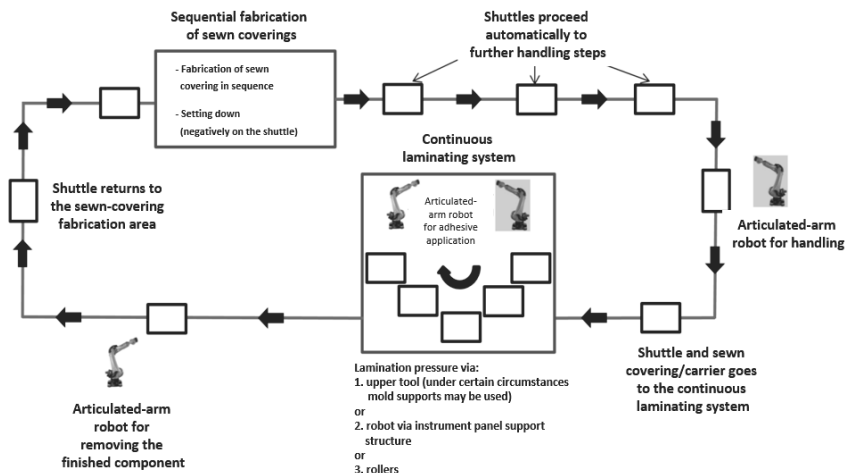 Sequential fabrication
of sewn coverings
- Fabrication of sewn
covering in sequence
- Setting down
(negatively on the shuttle)
Shuttles proceed
automatically to
further handling steps
Continuous
laminating system
Articulated-
arm robot
for adhesive
application
Shuttle returns to
the sewn-covering
fabrication area
Articulated-arm
robot for handling
Shuttle and sewn
covering/carrier goes
to the continuous
laminating system
Lamination pressure via:
1. upper tool (under certain circumstances
mold supports may be used)
or
2. robot via instrument panel support
structure
or
3. rollers
Articulated-arm
robot for
removing the
finished component